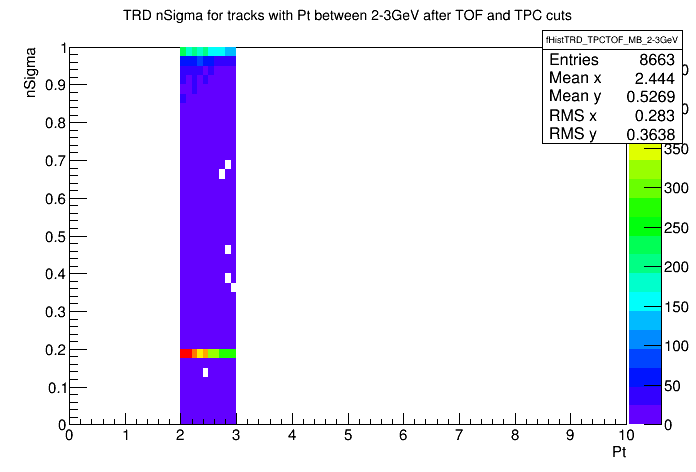 TRD nSigma for tracks with Pt between 2-3GeV after TOF and TPC cuts
fHistTRD_TPCTOF_MB_2-3GeV
Entries 8663
Mean x 2.444
Mean y 0.5269
RMS x 0.283
RMS y 0.3638
nSigma
1
0.9
0.8
0.7
0.6
0.5
0.4
0.3
0.2
0.1
0
0 1 2 3 4 5 6 7 8 9 10
Pt
350
300
250
200
150
100
50
0